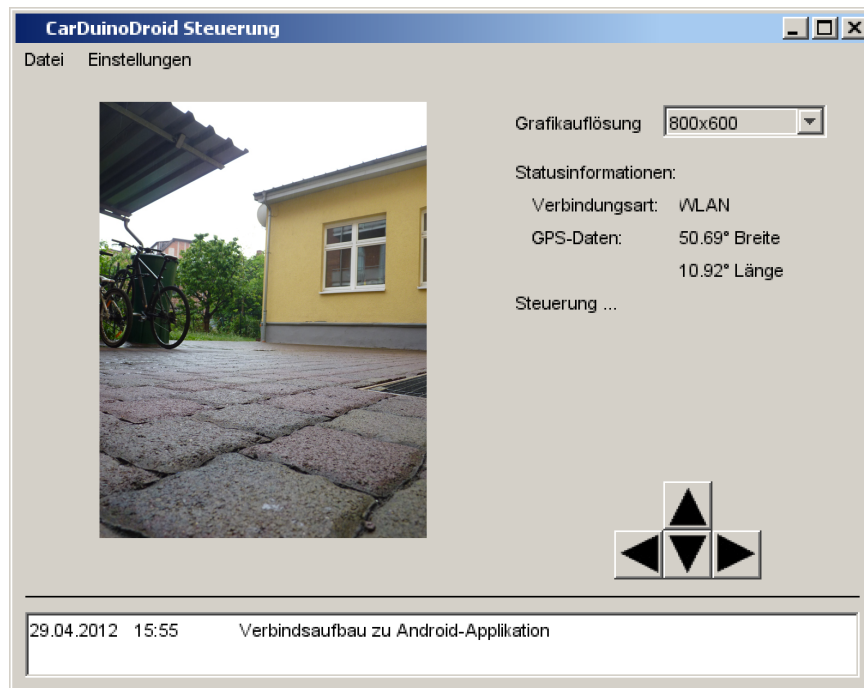 CarDuinoDroid Steuerung
Datei Einstellungen
Grafikauflösung 800x600
Statusinformationen:
Verbindungsart: WLAN
GPS-Daten: 50.69° Breite
10.92° Länge
Steuerung ...
29.04.2012 15:55 Verbindsaufbau zu Android-Applikation